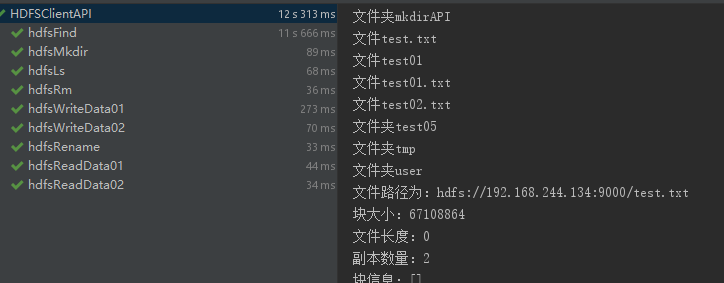 HDFSClientAPI 12 s 313 ms
hdfsFind 11 s 666 ms
hdfsMkdir 89 ms
hdfsLs 68 ms
hdfsRm 36 ms
hdfsWriteData01 273 ms
hdfsWriteData02 70 ms
hdfsRename 33 ms
hdfsReadData01 44 ms
hdfsReadData02 34 ms
文件夹mkdirAPI
文件test.txt
文件test01
文件test01.txt
文件test02.txt
文件夹test05
文件夹tmp
文件夹user
文件路径为：hdfs://192.168.244.134:9000/test.txt
块大小：67108864
文件长度：0
副本数量：2
块信息：[]